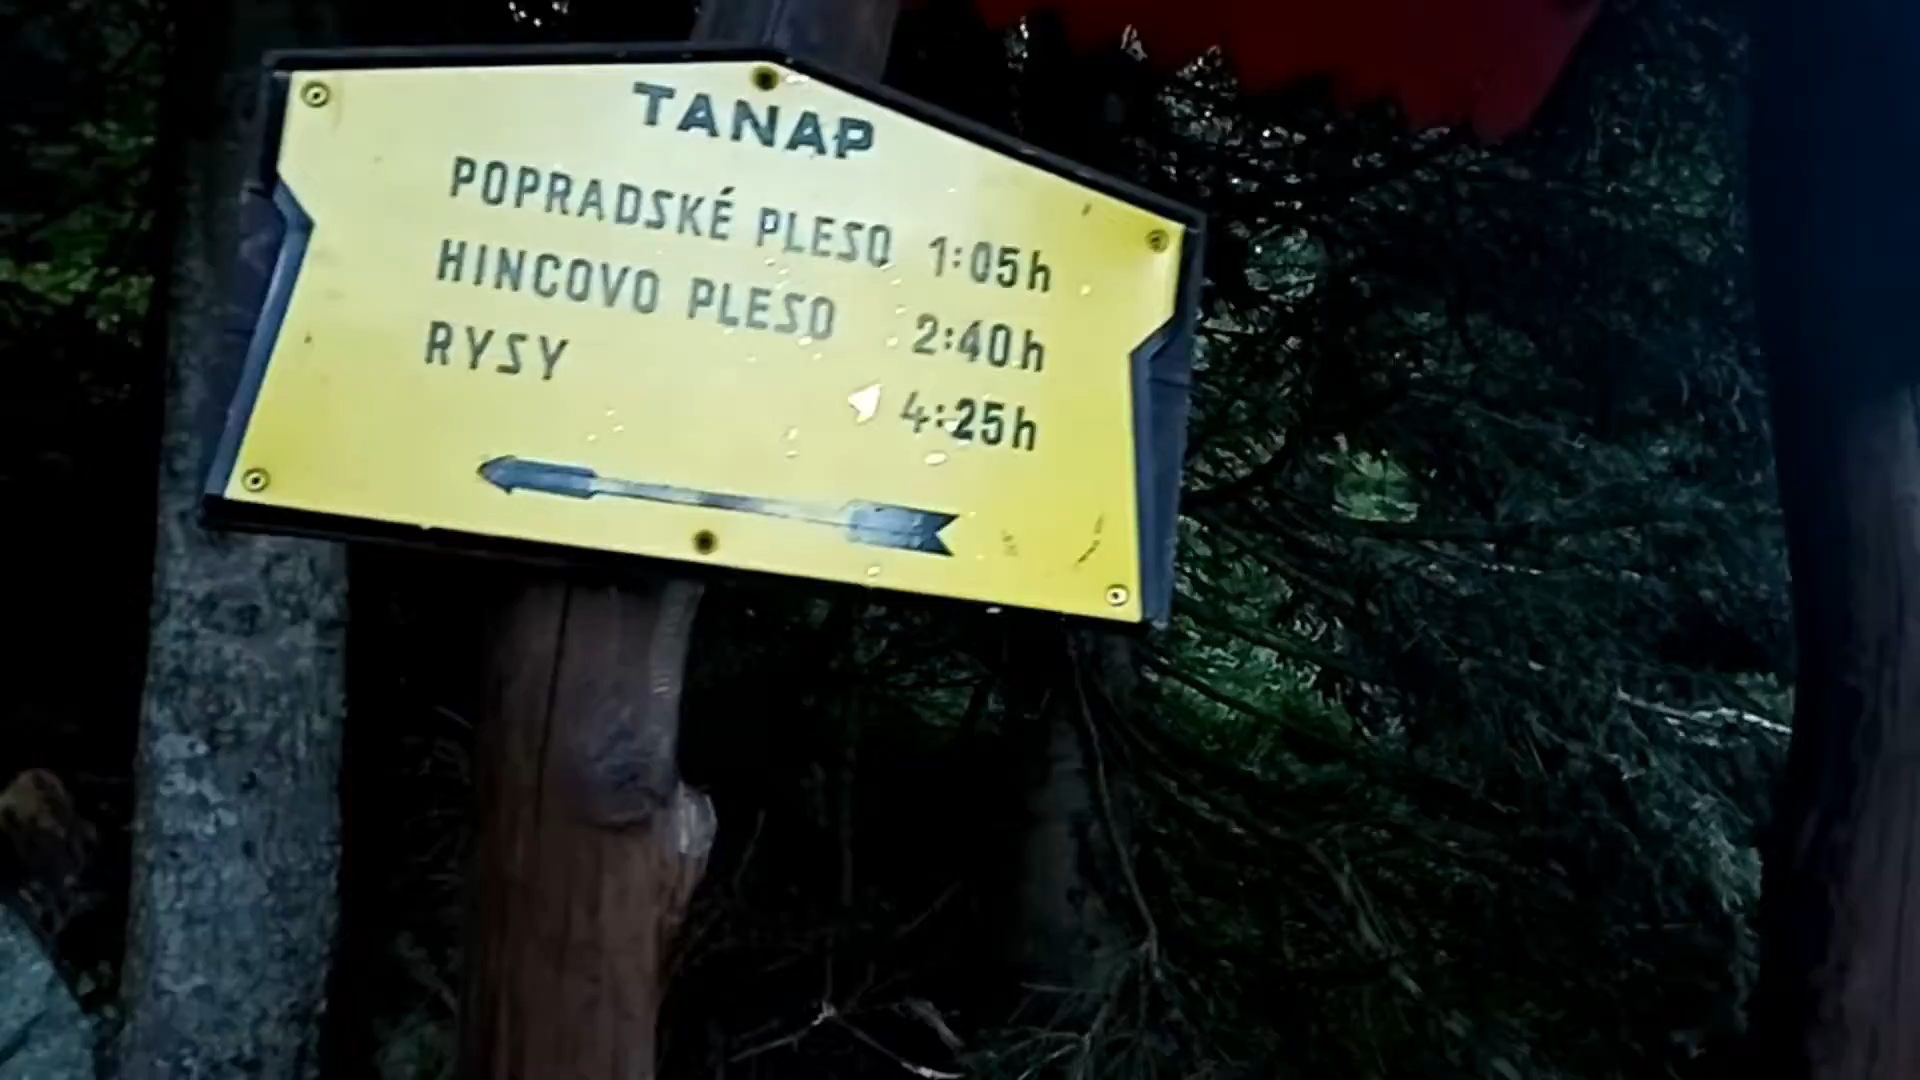 TANAP
POPRADSKÉ PLESO 1:05h
HINCOVO PLESO 2:40h
RYSY 4:25h